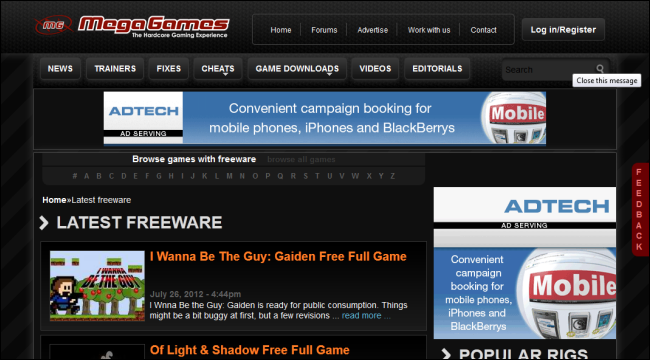 MG MegaGames
The Hardcore Gaming Experience
Home Forums Advertise Work with us Contact
Log in/Register
NEWS TRAINERS FIXES CHEATS GAME DOWNLOADS VIDEOS EDITORIALS
Search
Close this message
ADTECH
AD SERVING
Convenient campaign booking for
mobile phones, iPhones and BlackBerrys
Mobile
Browse games with freeware browse all games
# A B C D E F G H I J K L M N O P Q R S T U V W X Y Z
FEEDBACK
Home»Latest freeware
LATEST FREEWARE
I WANNA
BE THE GUY
I Wanna Be The Guy: Gaiden Free Full Game
July 26, 2012 - 4:44pm
I Wnna Be the Guy: Gaiden is ready for public consumption. Things
might be a bit buggy at first, but a few revisions ... read more ...
Of Light & Shadow Free Full Game
ADTECH
AD SERVING
Convenient
campaign
booking for
mobile phones,
iPhones and
BlackBerrys
Mobile
POPULAR RIGS